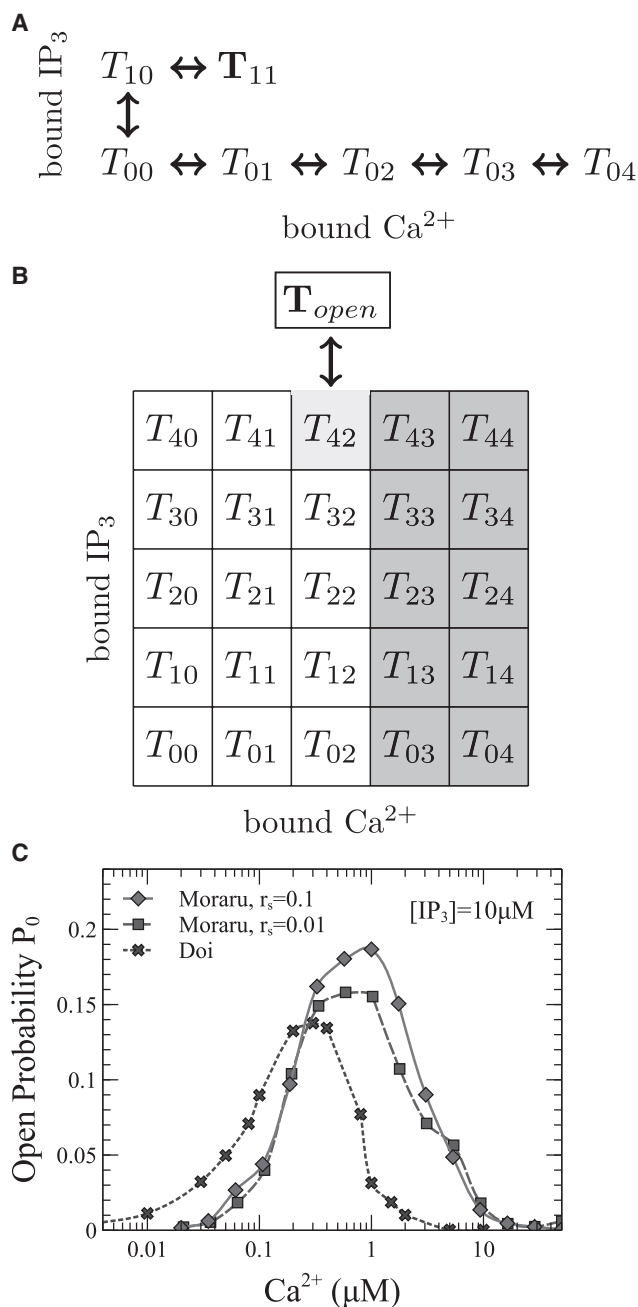 A
bound IP₃
T₁₀ ↔ T₁₁
T₀₀ ↔ T₀₁ ↔ T₀₂ ↔ T₀₃ ↔ T₀₄
bound Ca²⁺
B
T_open
bound IP₃
T₄₀ T₄₁ T₄₂ T₄₃ T₄₄
T₃₀ T₃₁ T₃₂ T₃₃ T₃₄
T₂₀ T₂₁ T₂₂ T₂₃ T₂₄
T₁₀ T₁₁ T₁₂ T₁₃ T₁₄
T₀₀ T₀₁ T₀₂ T₀₃ T₀₄
bound Ca²⁺
C
Open Probability P₀
Moraru, rₛ=0.1
Moraru, rₛ=0.01
Doi
[IP₃]=10μM
0.2
0.15
0.1
0.05
0
0.01 0.1 1 10
Ca²⁺ (μM)